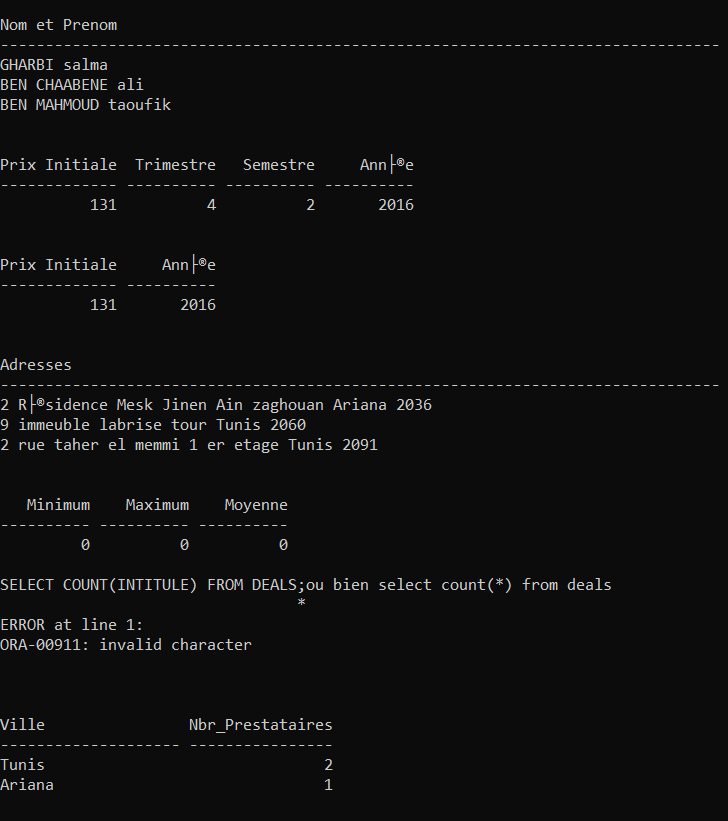 Nom et Prenom
--------------------------------------------------------------------------------
GHARBI salma
BEN CHAABENE ali
BEN MAHMOUD taoufik
Prix Initiale  Trimestre   Semestre     Ann├®e
------------- ---------- ---------- ----------
          131          4          2       2016
Prix Initiale     Ann├®e
------------- ----------
          131       2016
Adresses
--------------------------------------------------------------------------------
2 R├®sidence Mesk Jinen Ain zaghouan Ariana 2036
9 immeuble labrise tour Tunis 2060
2 rue taher el memmi 1 er etage Tunis 2091
   Minimum    Maximum    Moyenne
---------- ---------- ----------
         0          0          0
SELECT COUNT(INTITULE) FROM DEALS;ou bien select count(*) from deals
                                 *
ERROR at line 1:
ORA-00911: invalid character
Ville                Nbr_Prestataires
-------------------- ----------------
Tunis                               2
Ariana                              1